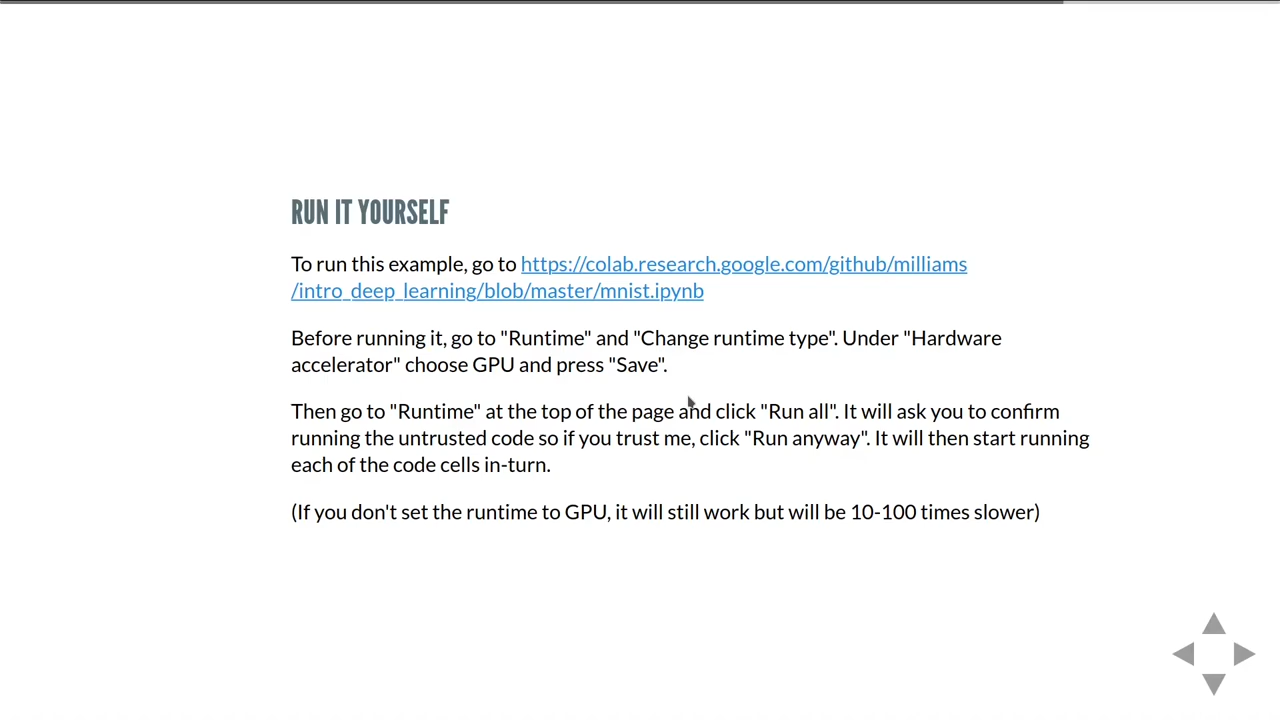 RUN IT YOURSELF
To run this example, go to https://colab.research.google.com/github/milliams
/intro_deep_learning/blob/master/mnist.ipynb
Before running it, go to "Runtime" and "Change runtime type". Under "Hardware
accelerator" choose GPU and press "Save".
Then go to "Runtime" at the top of the page and click "Run all". It will ask you to confirm
running the untrusted code so if you trust me, click "Run anyway". It will then start running
each of the code cells in-turn.
(If you don't set the runtime to GPU, it will still work but will be 10-100 times slower)